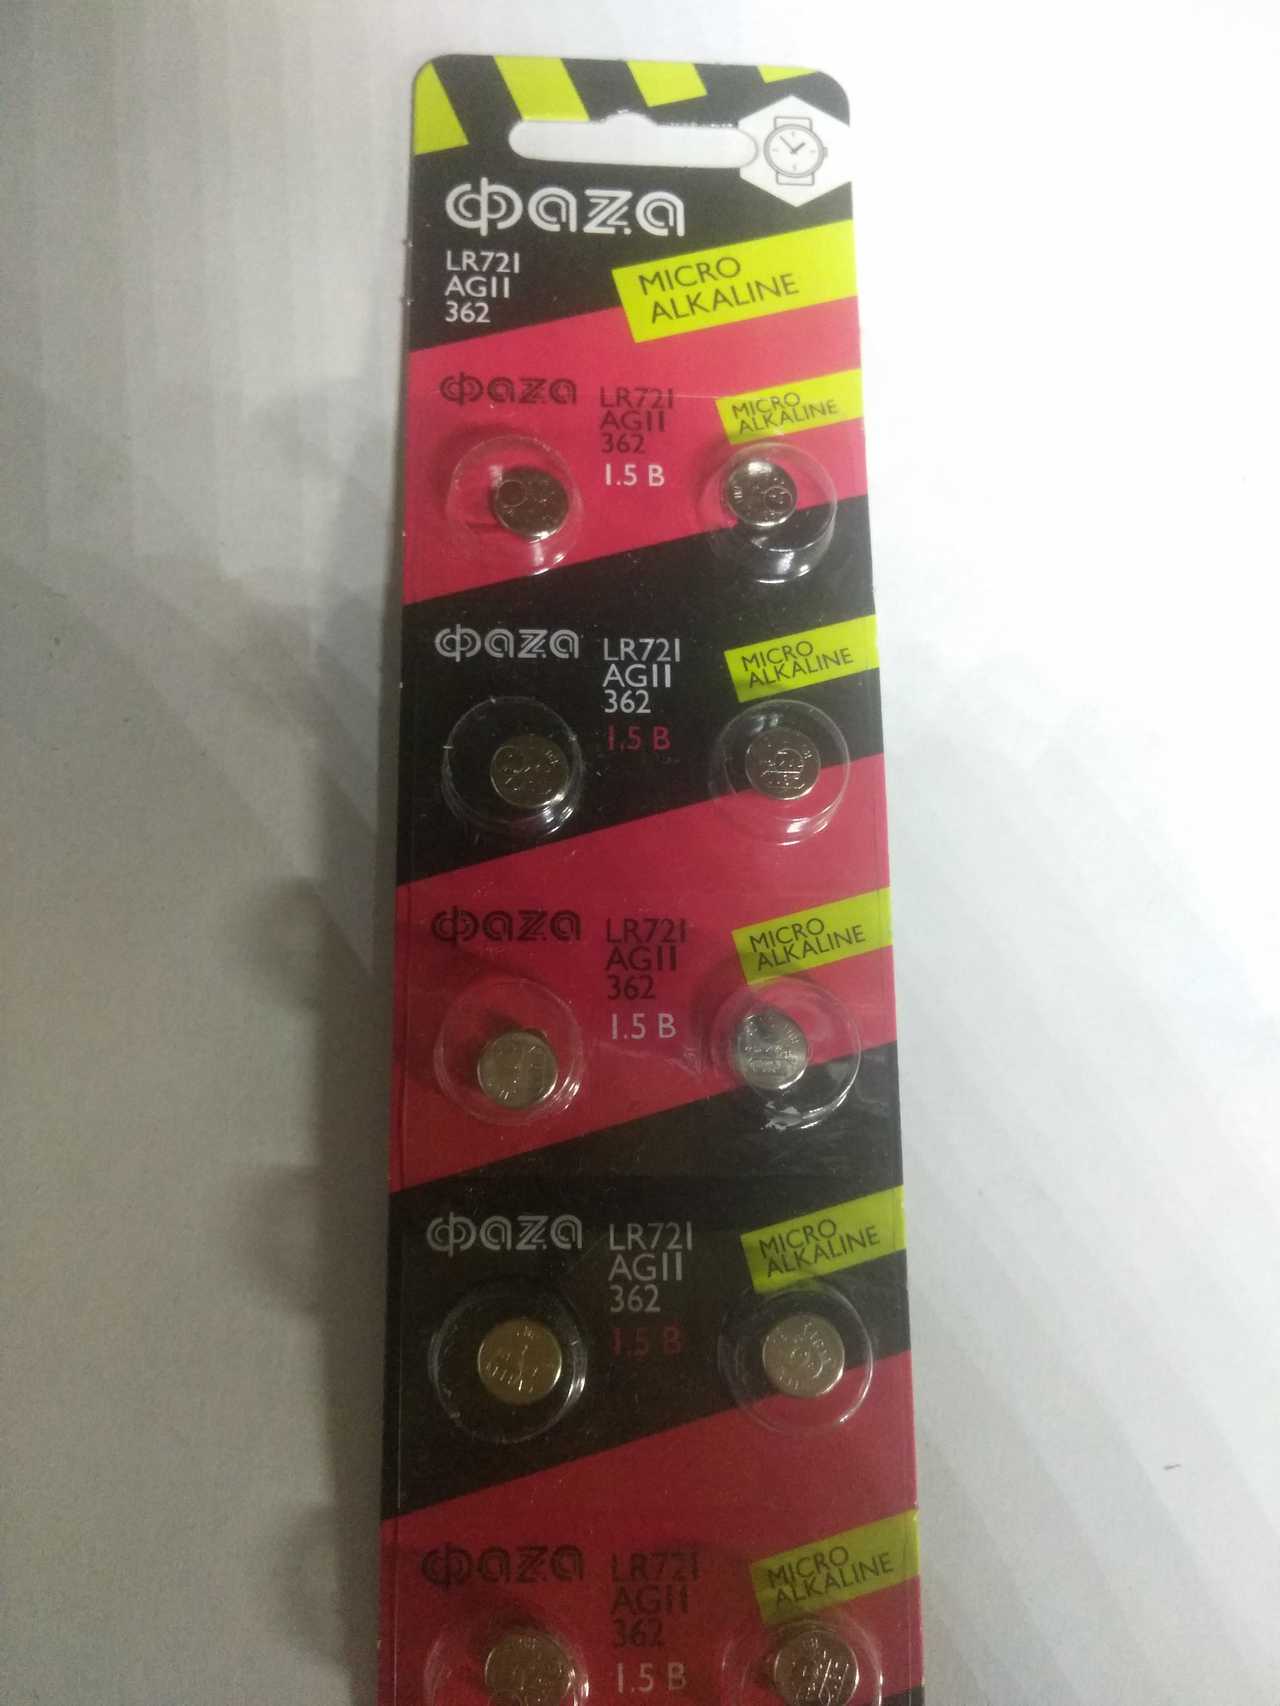 фаzа
LR721
AG11
362
MICRO
ALKALINE
фаzа
LR721
AG11
362
1.5 В
MICRO
ALKALINE
фаzа
LR721
AG11
362
1.5 В
MICRO
ALKALINE
фаzа
LR721
AG11
362
1.5 В
MICRO
ALKALINE
фаzа
LR721
AG11
362
1.5 В
MICRO
ALKALINE
фаzа
LR721
AG11
362
1.5 В
MICRO
ALKALINE